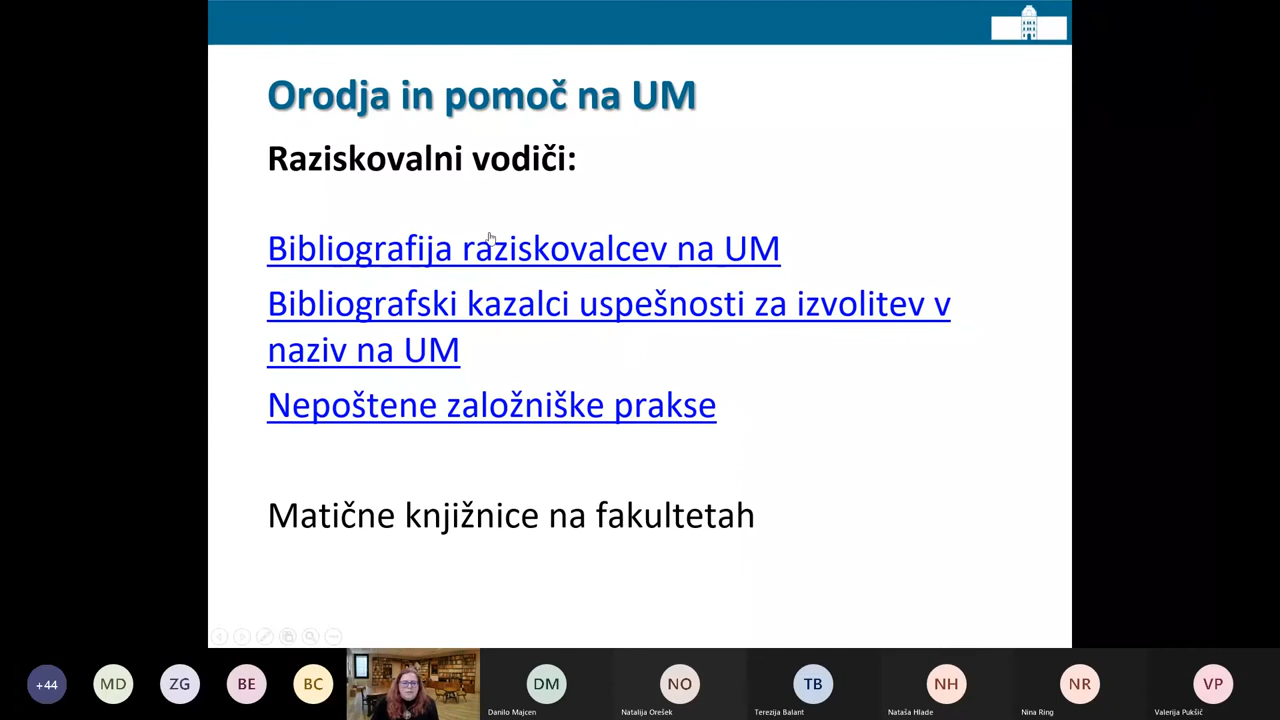 Orodja in pomoč na UM
Raziskovalni vodiči:
Bibliografija raziskovalcev na UM
Bibliografski kazalci uspešnosti za izvolitev v
naziv na UM
Nepoštene založniške prakse
Matične knjižnice na fakultetah
+44 MD ZG BE BC DM NO TB NH NR VP
Danilo Majcen Natalija Orešek Terezija Balant Nataša Hlade Nina Ring Valerija Pukšič